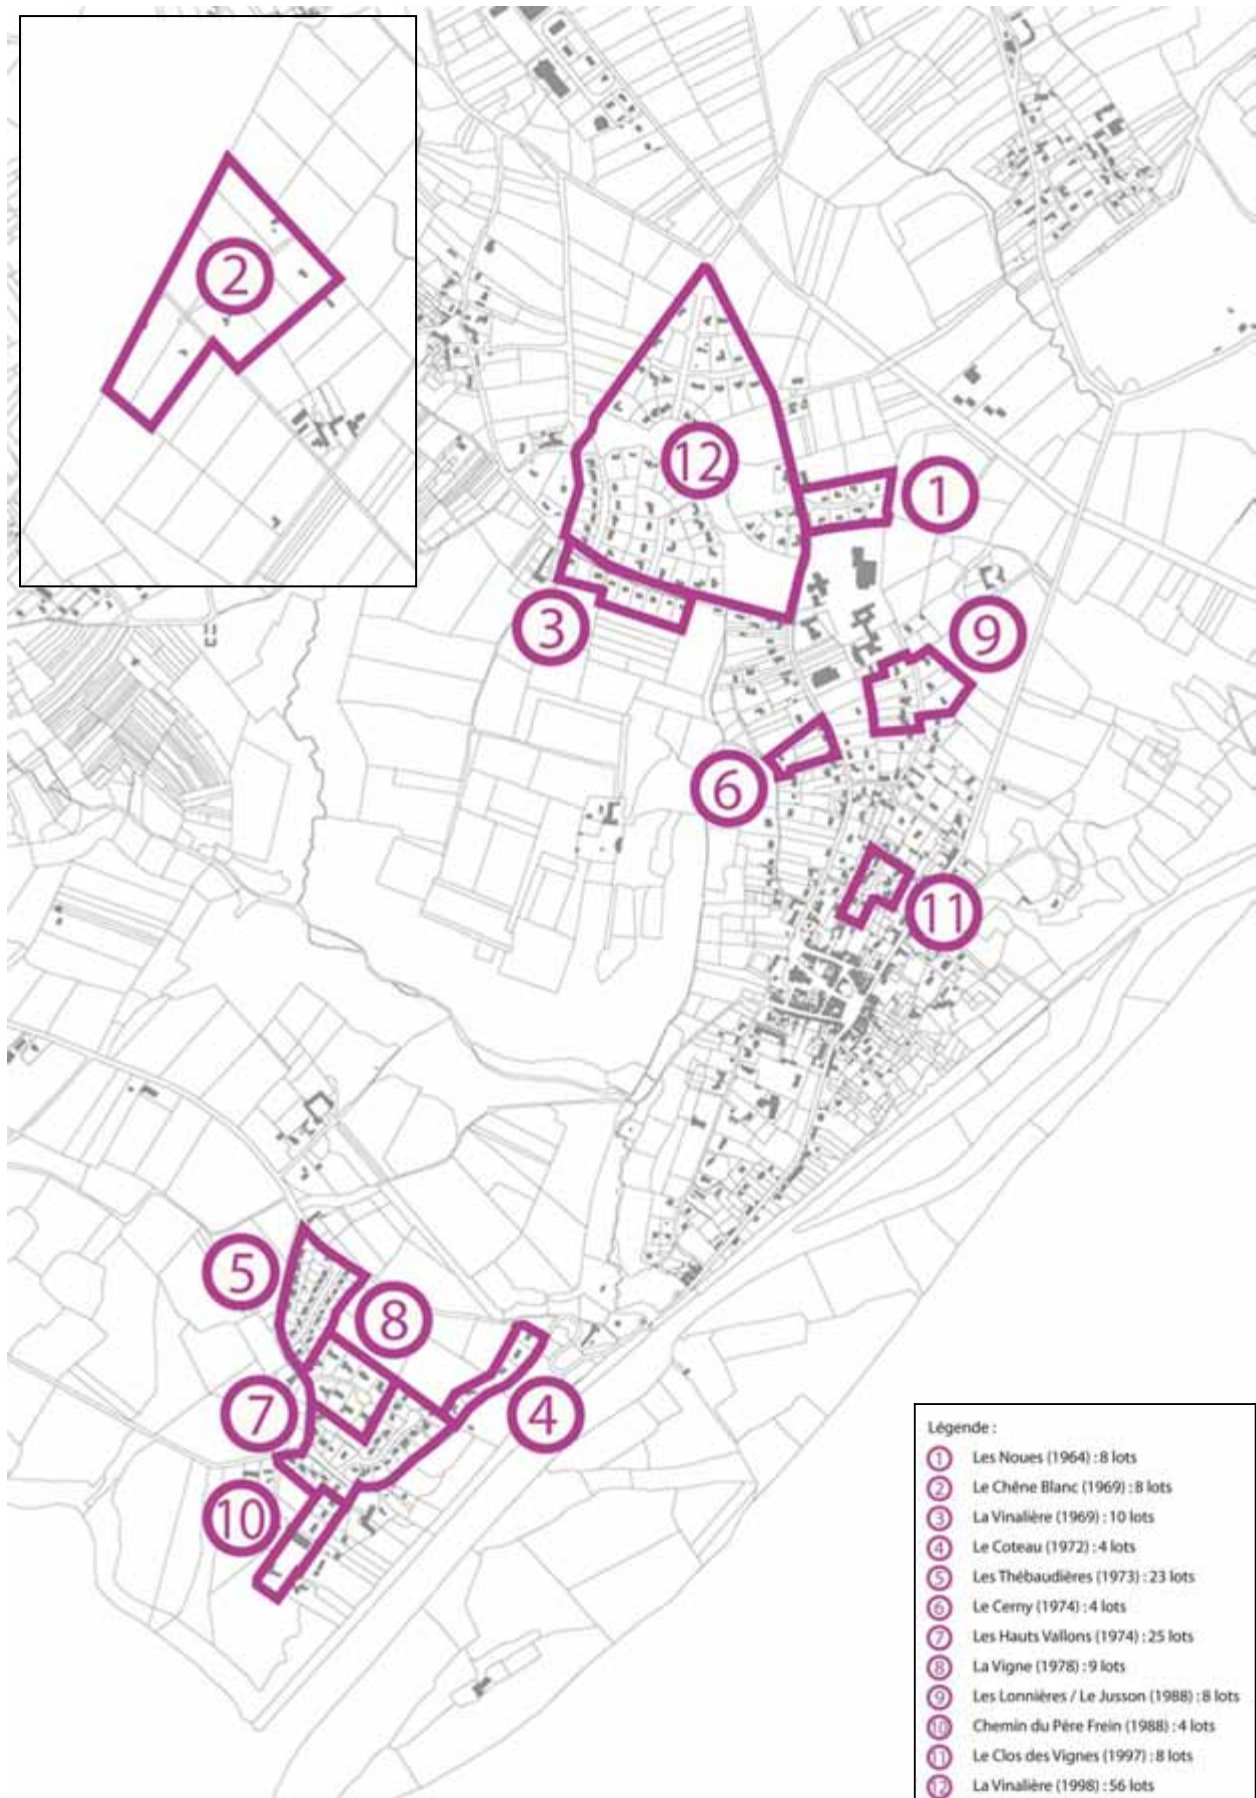 2
12
1
3
9
6
11
5
8
7
4
10
Légende :
1 Les Noues (1964) : 8 lots
2 Le Chêne Blanc (1969) : 8 lots
3 La Vinalière (1969) : 10 lots
4 Le Coteau (1972) : 4 lots
5 Les Thébaudières (1973) : 23 lots
6 Le Cerny (1974) : 4 lots
7 Les Hauts Vallons (1974) : 25 lots
8 La Vigne (1978) : 9 lots
9 Les Lonnières / Le Jusson (1988) : 8 lots
10 Chemin du Père Frein (1988) : 4 lots
11 Le Clos des Vignes (1997) : 8 lots
12 La Vinalière (1998) : 56 lots